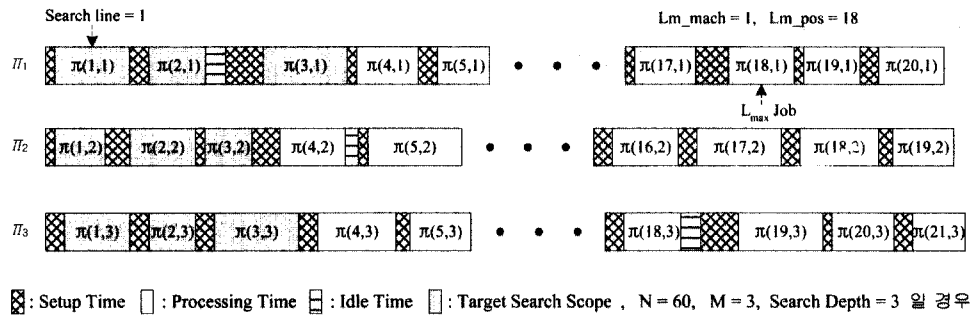 Search line = 1
Lm_mach = 1, Lm_pos = 18
Π₁ π(1,1) π(2,1) π(3,1) π(4,1) π(5,1) • • • π(17,1) π(18,1) π(19,1) π(20,1)
Lmax Job
Π₂ π(1,2) π(2,2) π(3,2) π(4,2) π(5,2) • • • π(16,2) π(17,2) π(18,2) π(19,2)
Π₃ π(1,3) π(2,3) π(3,3) π(4,3) π(5,3) • • • π(18,3) π(19,3) π(20,3) π(21,3)
: Setup Time : Processing Time : Idle Time : Target Search Scope , N = 60, M = 3, Search Depth = 3 일 경우